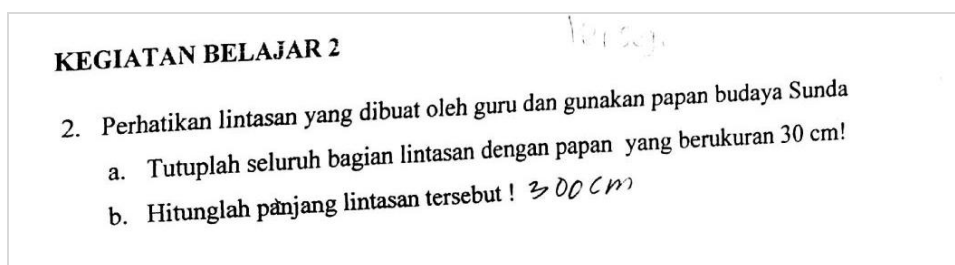 KEGIATAN BELAJAR 2
2. Perhatikan lintasan yang dibuat oleh guru dan gunakan papan budaya Sunda
a. Tutuplah seluruh bagian lintasan dengan papan yang berukuran 30 cm!
b. Hitunglah panjang lintasan tersebut ! 300 cm